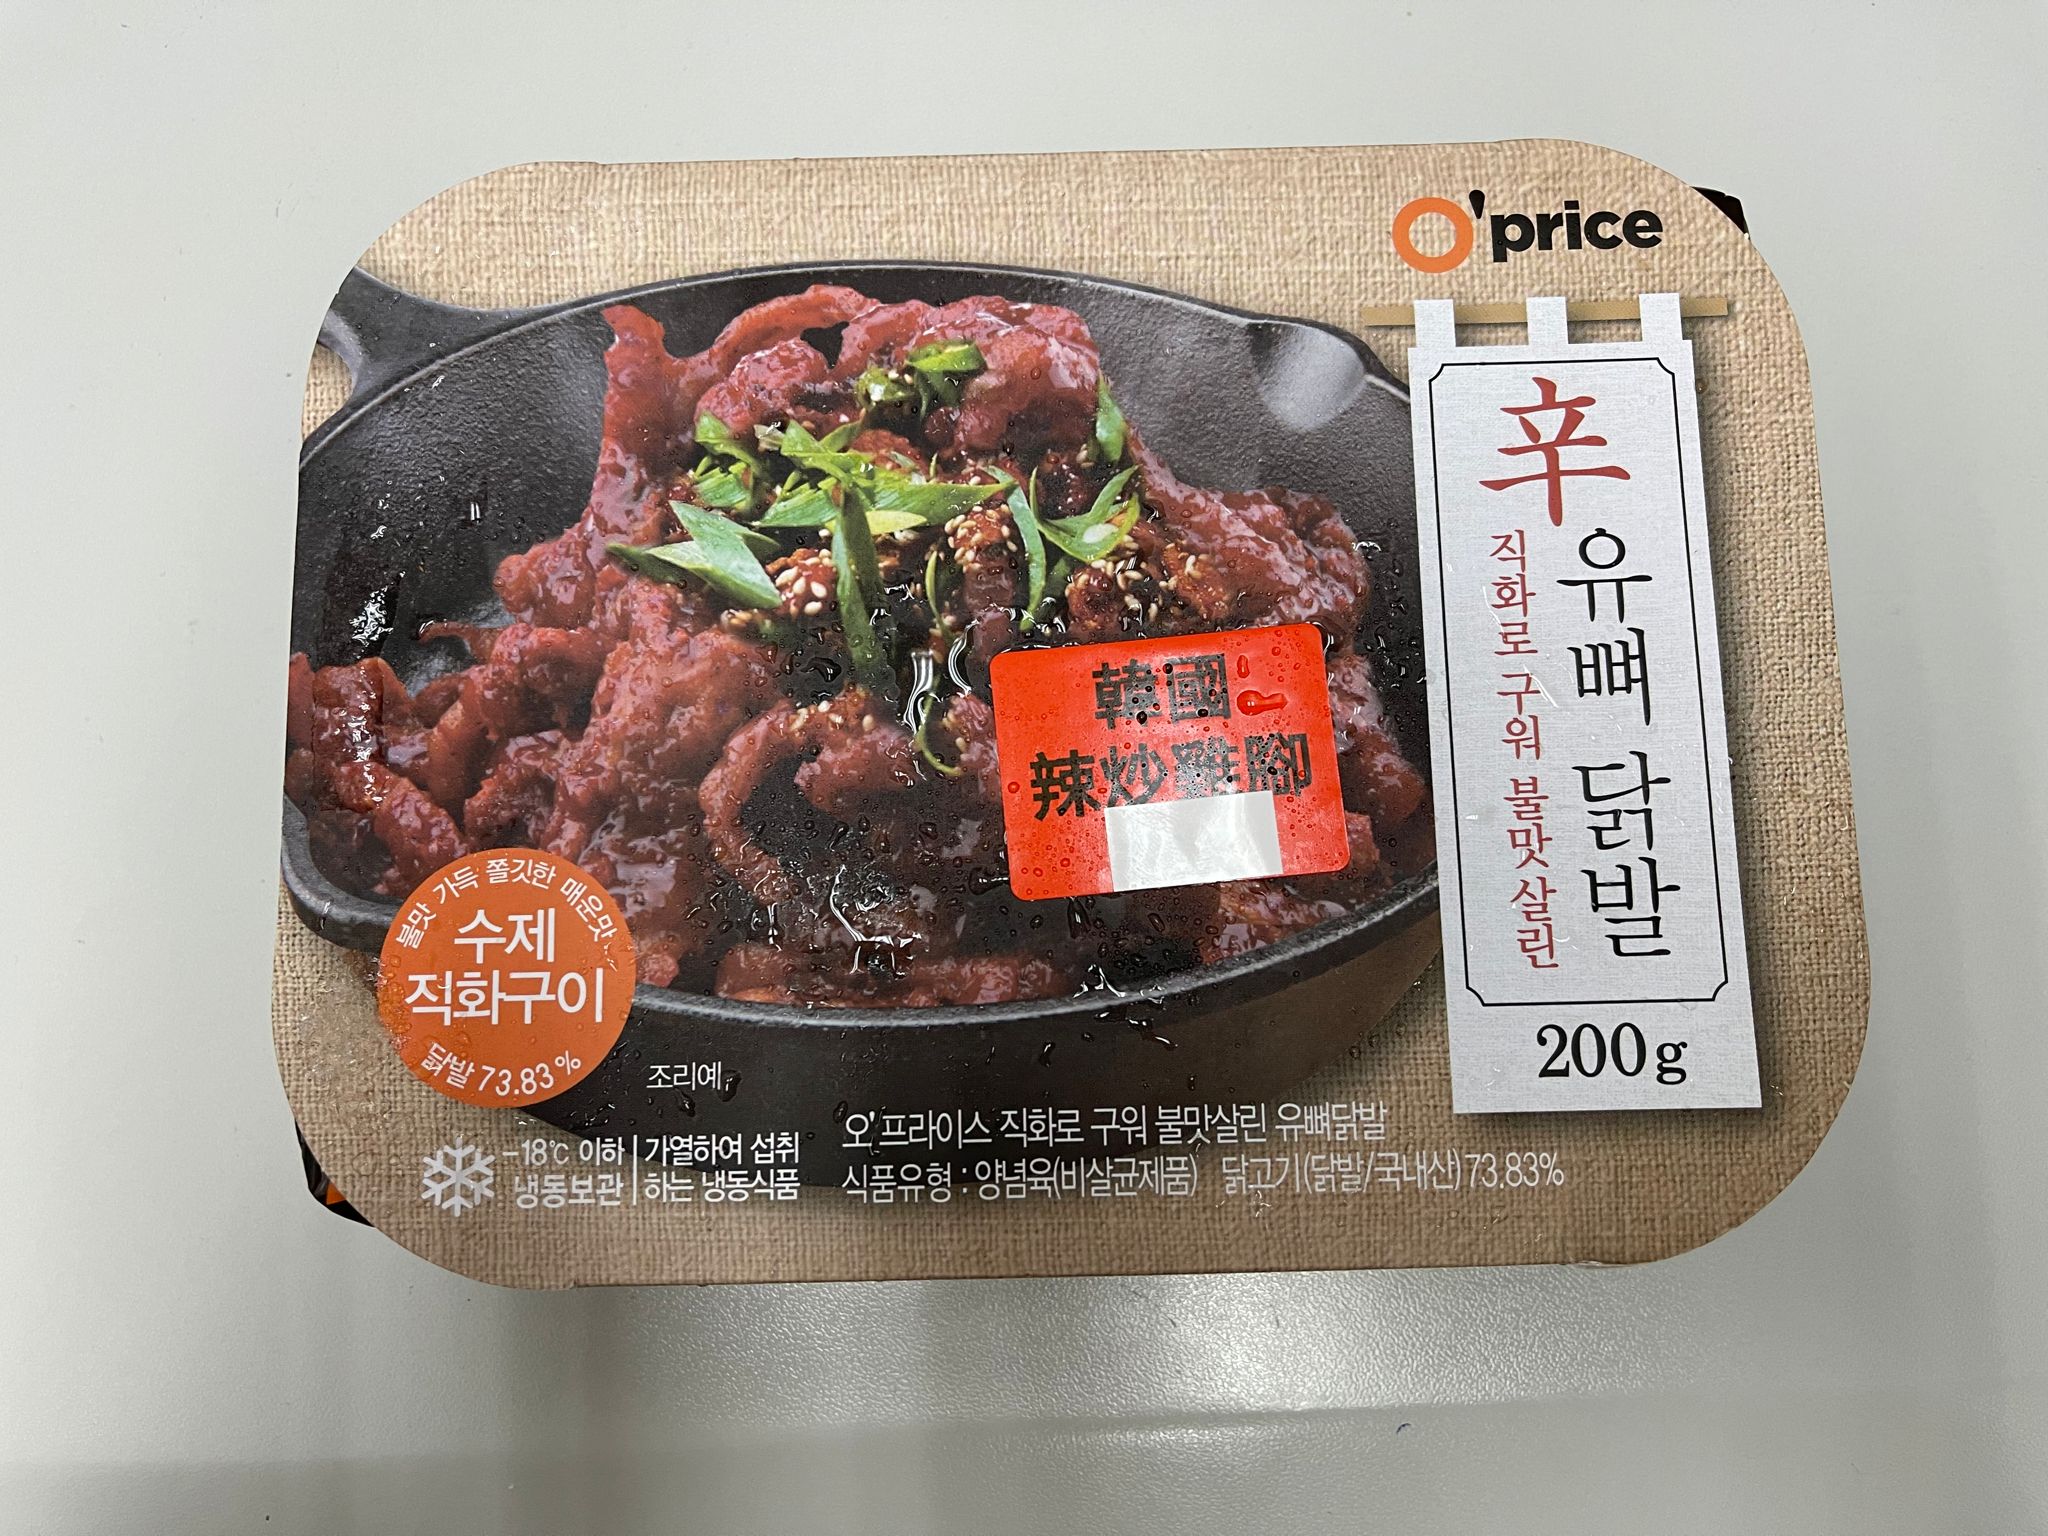 O'price
辛
유뼈 닭발
직화로 구워 불맛살린
200g
韓國
辣炒雞腳
불맛 가득 쫄깃한 매운맛
수제
직화구이
닭발 73.83%
조리예
-18℃ 이하
냉동보관
가열하여 섭취
하는 냉동식품
오'프라이스 직화로 구워 불맛살린 유뼈닭발
식품유형 : 양념육(비살균제품) 닭고기(닭발/국내산) 73.83%